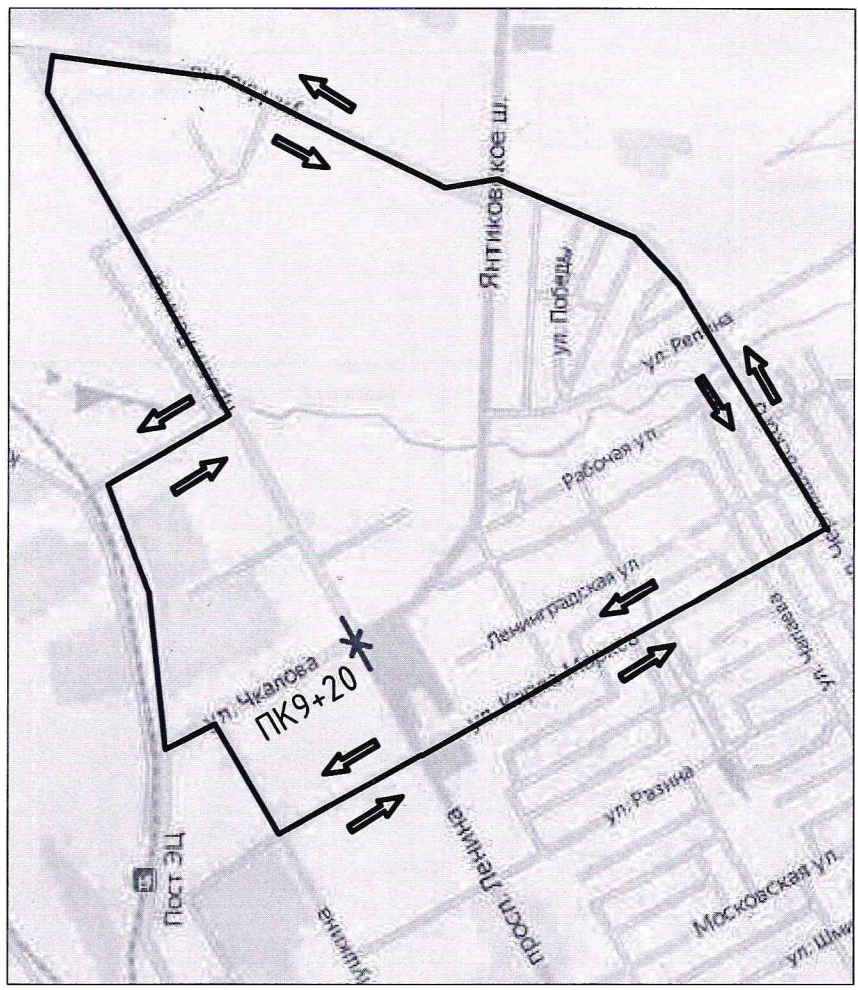 Янтиковское ш.
ул. Победы
ул. Репина
Рабочая ул.
Ленинградская ул
ул. Чапаева
ул. Карла Маркса
ул. Чкалова
ПК9+20
ул. Разина
просп. Ленина
Московская ул.
Пост ЭЦ